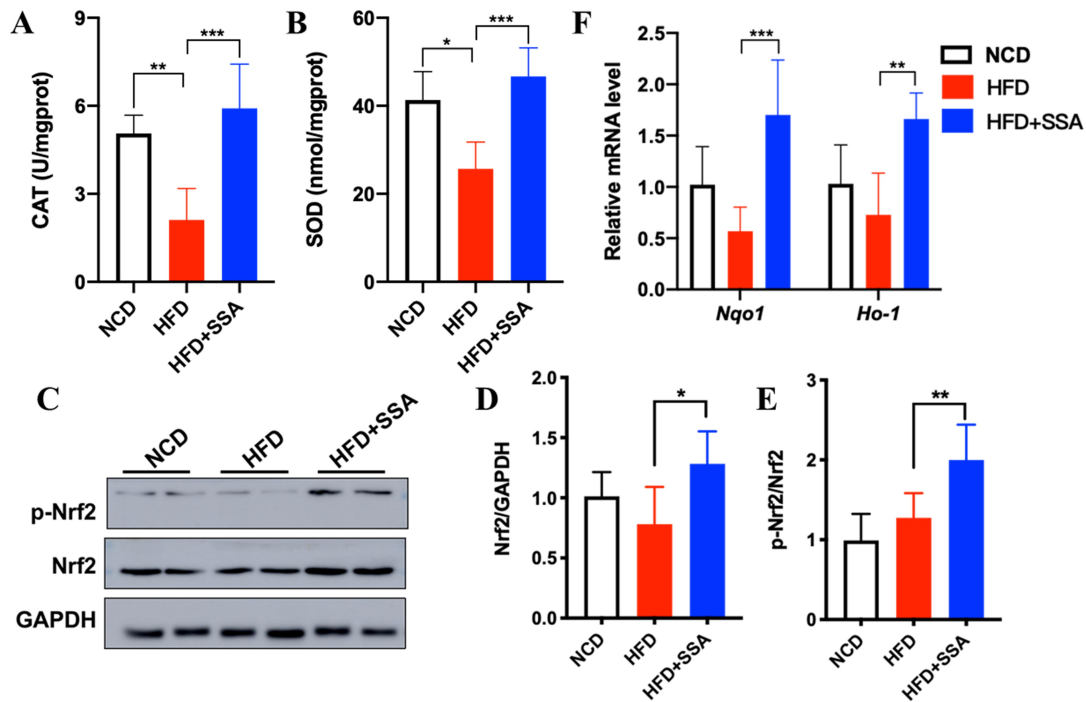 A
CAT (U/mgprot)
9
6
3
0
**
***
NCD
HFD
HFD+SSA
B
SOD (nmol/mgprot)
60
40
20
0
*
***
NCD
HFD
HFD+SSA
F
Relative mRNA level
2.5
2.0
1.5
1.0
0.5
0.0
***
**
Nqo1
Ho-1
NCD
HFD
HFD+SSA
C
NCD
HFD
HFD+SSA
p-Nrf2
Nrf2
GAPDH
D
Nrf2/GAPDH
2.0
1.5
1.0
0.5
0.0
*
NCD
HFD
HFD+SSA
E
p-Nrf2/Nrf2
3
2
1
0
**
NCD
HFD
HFD+SSA